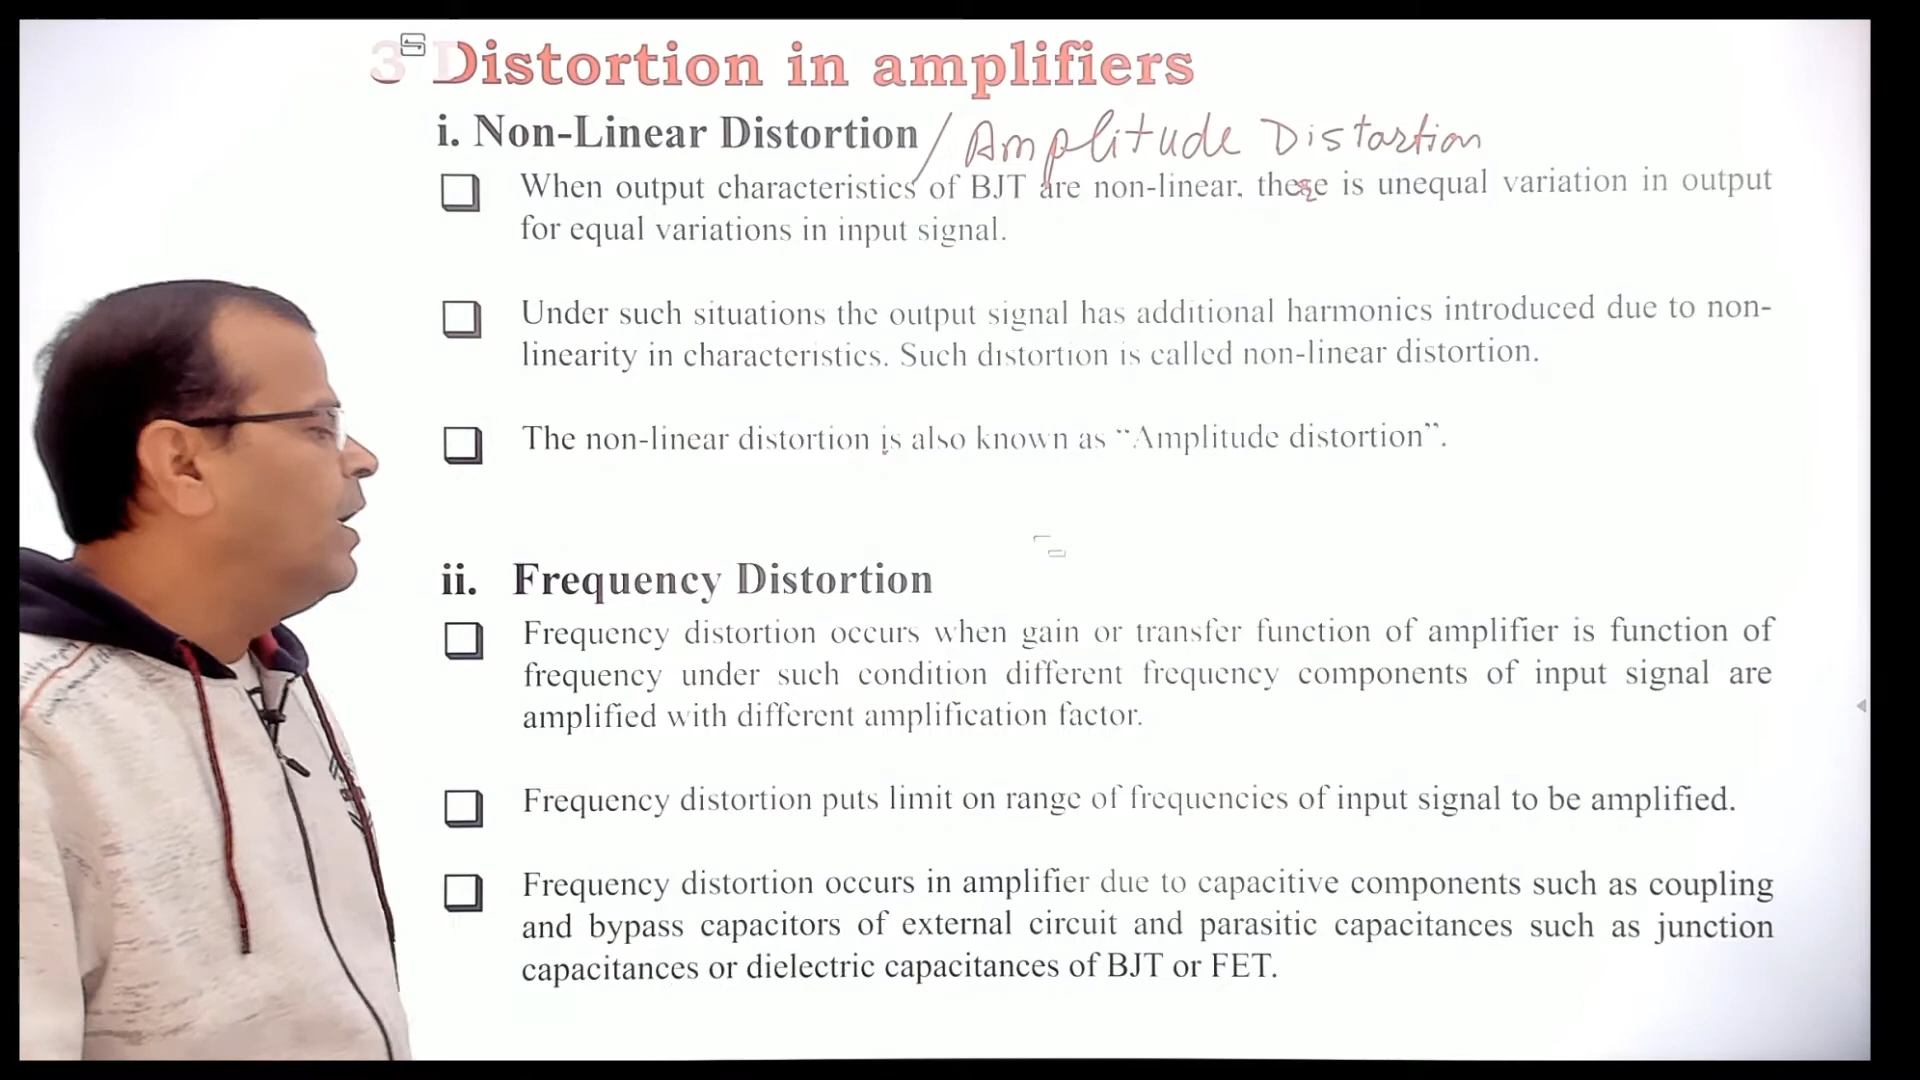 3 Distortion in amplifiers
i. Non-Linear Distortion / Amplitude Distortion
When output characteristics of BJT are non-linear, there is unequal variation in output
for equal variations in input signal.
Under such situations the output signal has additional harmonics introduced due to non-
linearity in characteristics. Such distortion is called non-linear distortion.
The non-linear distortion is also known as “Amplitude distortion”.
ii. Frequency Distortion
Frequency distortion occurs when gain or transfer function of amplifier is function of
frequency under such condition different frequency components of input signal are
amplified with different amplification factor.
Frequency distortion puts limit on range of frequencies of input signal to be amplified.
Frequency distortion occurs in amplifier due to capacitive components such as coupling
and bypass capacitors of external circuit and parasitic capacitances such as junction
capacitances or dielectric capacitances of BJT or FET.